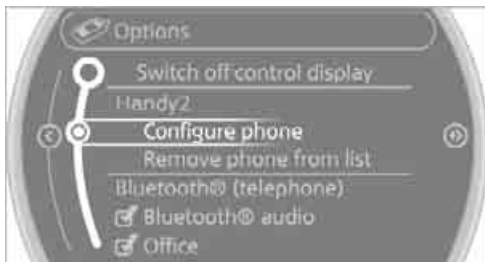 Options
Switch off control display
Handy2
Configure phone
Remove phone from list
Bluetooth® (telephone)
Bluetooth® audio
Office